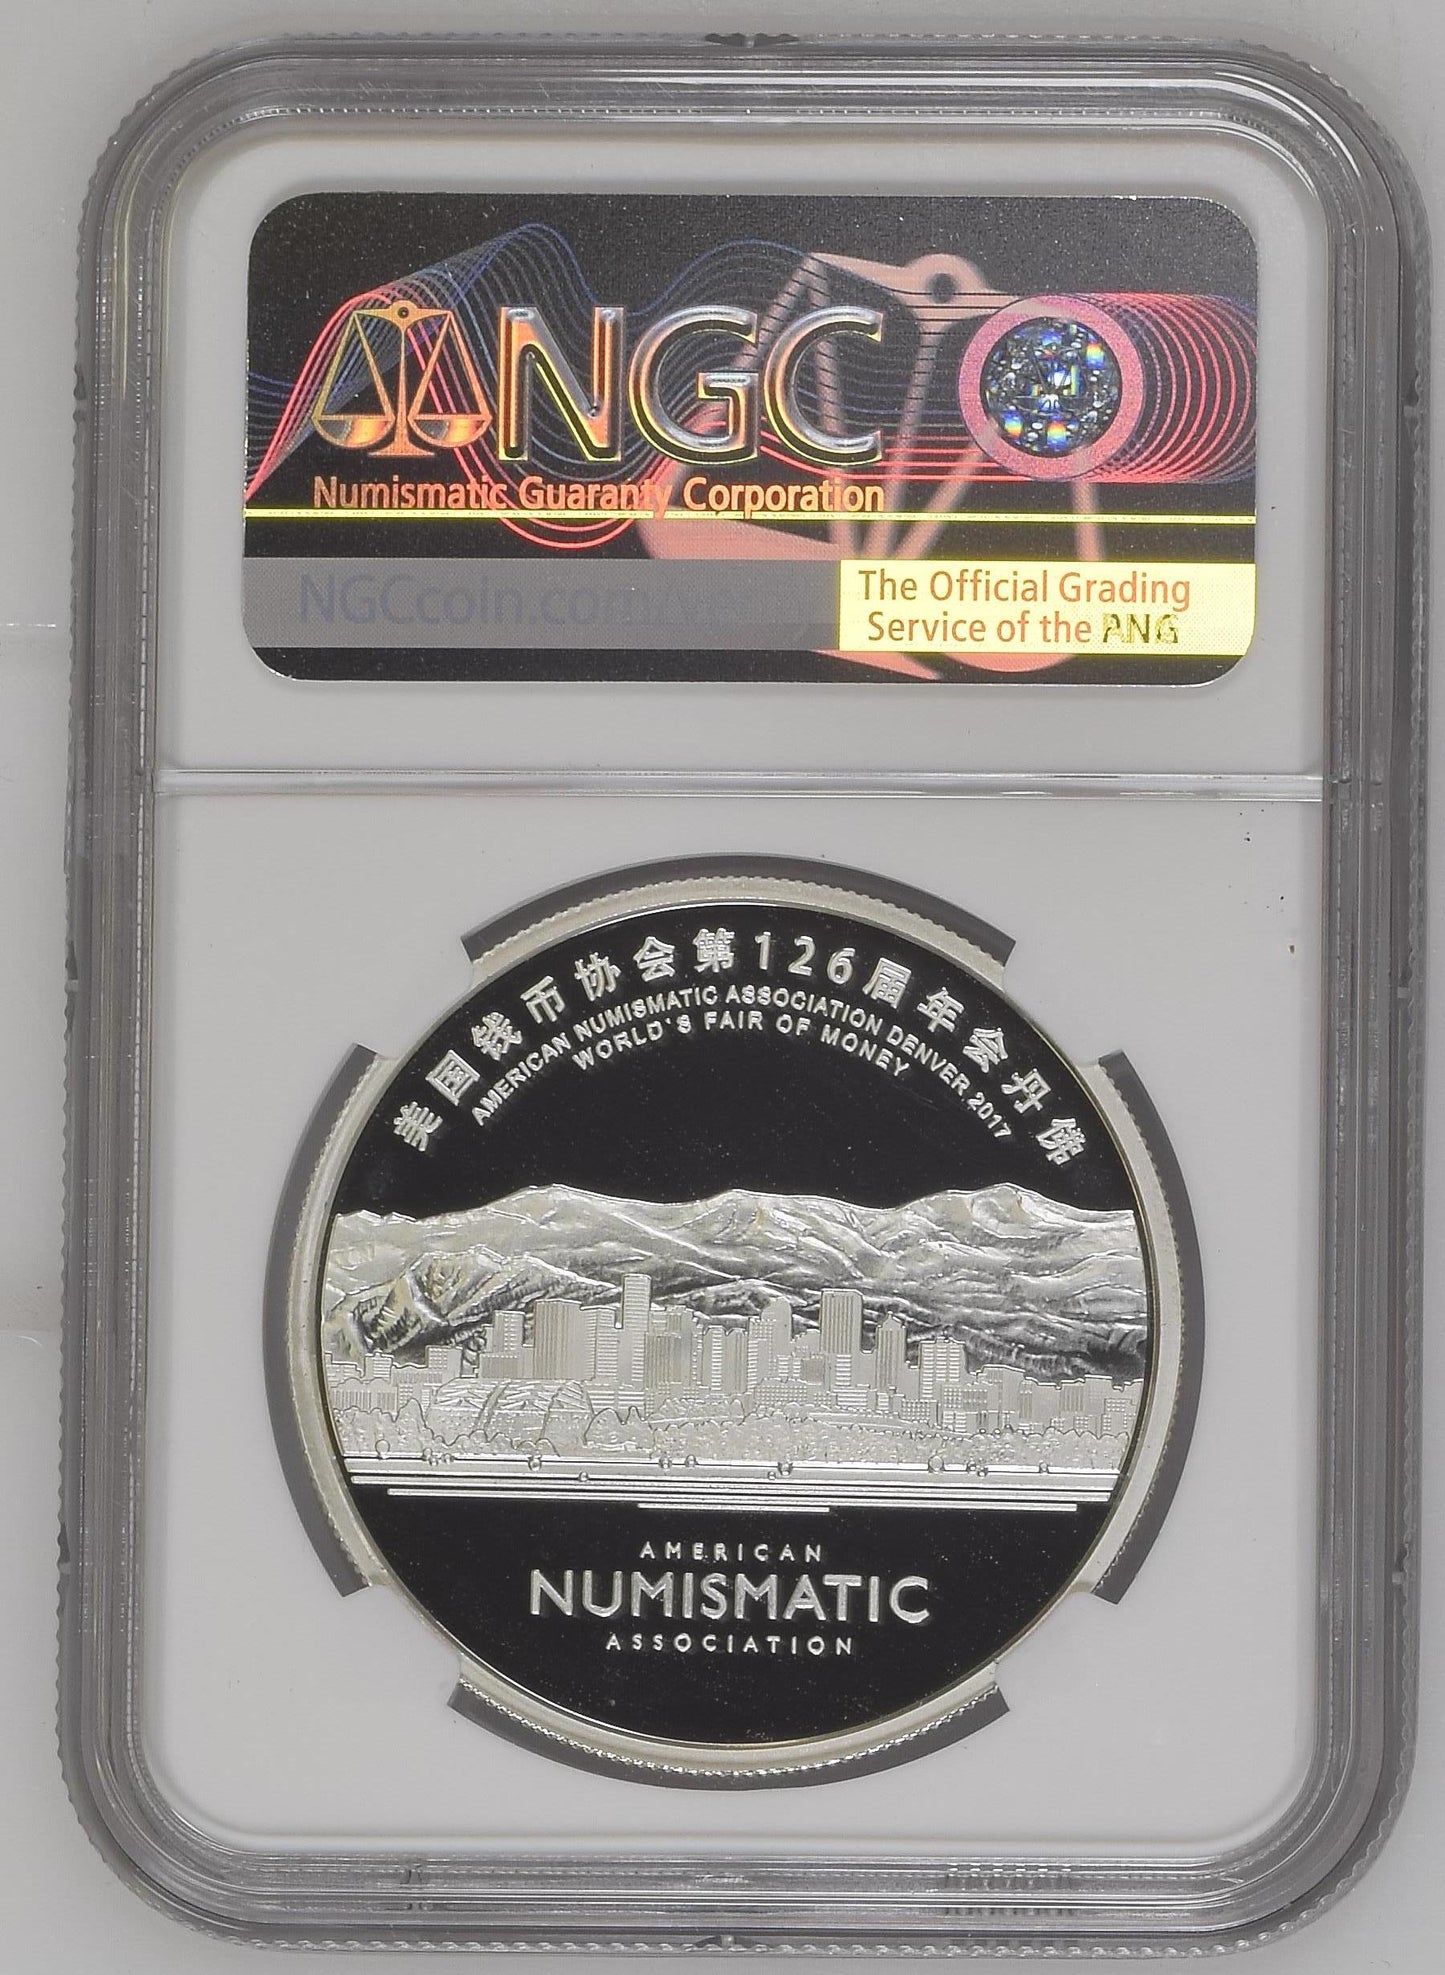 NGC
Numismatic Guaranty Corporation
NGCcoin.com
The Official Grading
Service of the PNG
美国钱币协会第126届年会丹佛
AMERICAN NUMISMATIC ASSOCIATION DENVER 2017
WORLD'S FAIR OF MONEY
AMERICAN
NUMISMATIC
ASSOCIATION